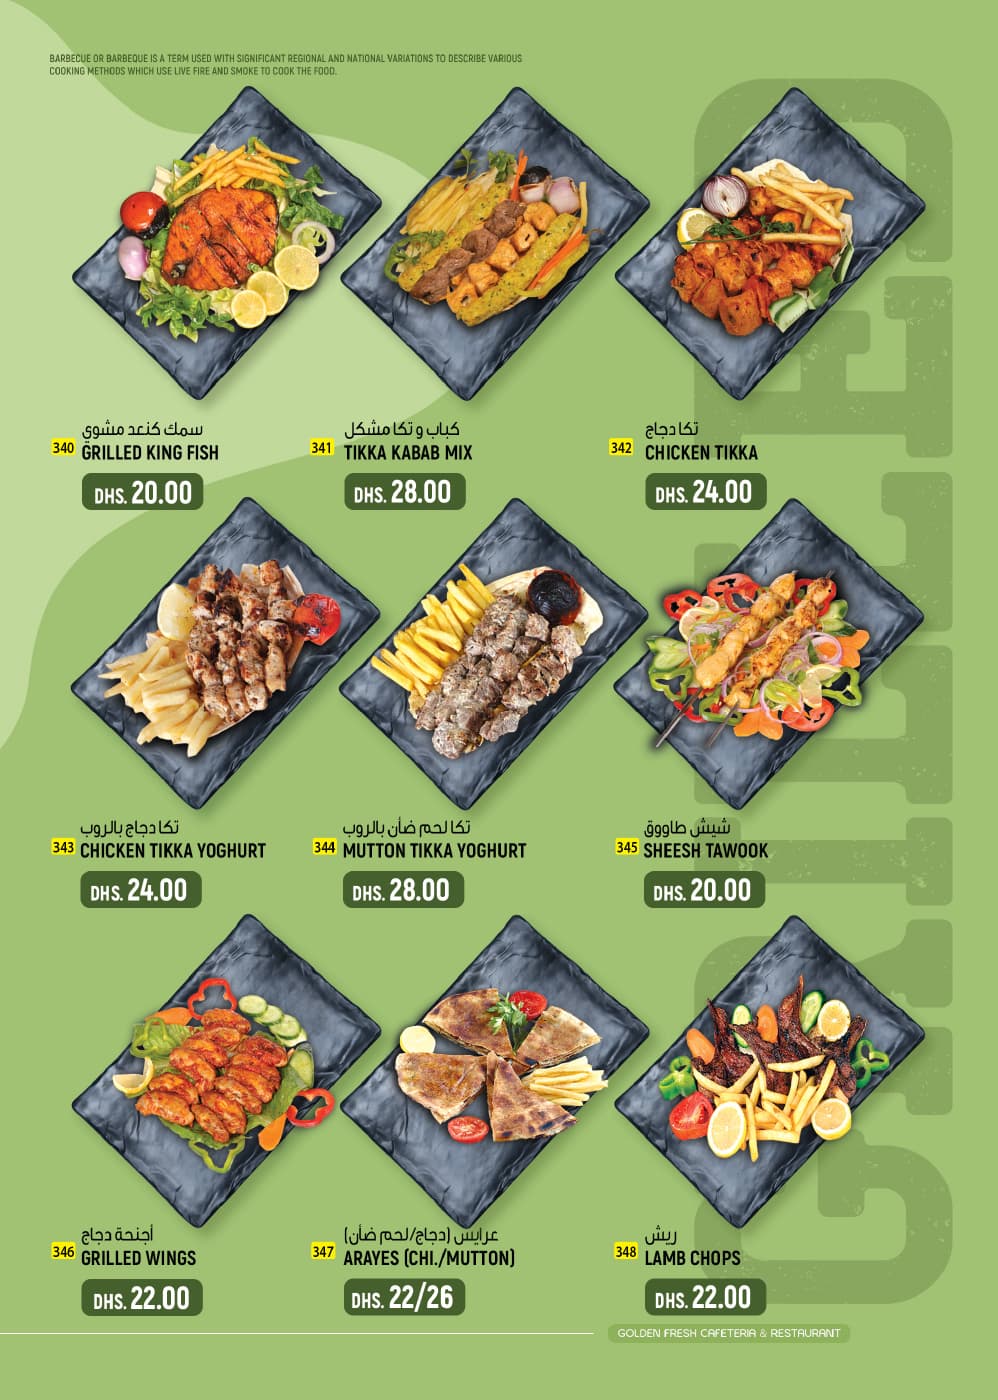 BARBECUE OR BARBEQUE IS A TERM USED WITH SIGNIFICANT REGIONAL AND NATIONAL VARIATIONS TO DESCRIBE VARIOUS
COOKING METHODS WHICH USE LIVE FIRE AND SMOKE TO COOK THE FOOD.
GRILLED
سمك كنعد مشوي
340 GRILLED KING FISH
DHS. 20.00
كباب و تكا مشكل
341 TIKKA KABAB MIX
DHS. 28.00
تكا دجاج
342 CHICKEN TIKKA
DHS. 24.00
تكا دجاج بالروب
343 CHICKEN TIKKA YOGHURT
DHS. 24.00
تكا لحم ضأن بالروب
344 MUTTON TIKKA YOGHURT
DHS. 28.00
شيش طاووق
345 SHEESH TAWOOK
DHS. 20.00
أجنحة دجاج
346 GRILLED WINGS
DHS. 22.00
عرايس (دجاج/لحم ضأن)
347 ARAYES (CHI./MUTTON)
DHS. 22/26
ريش
348 LAMB CHOPS
DHS. 22.00
GOLDEN FRESH CAFETERIA & RESTAURANT